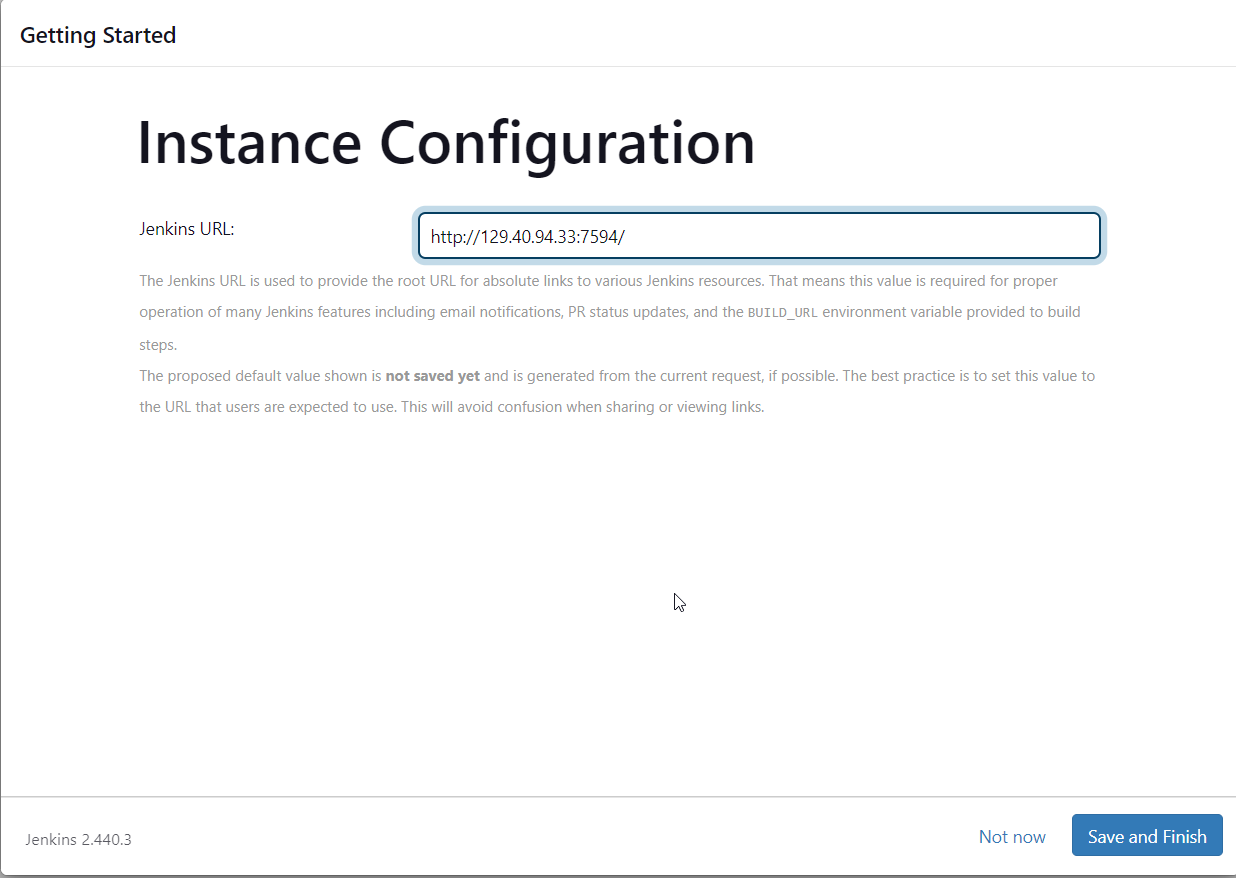 Getting Started
Instance Configuration
Jenkins URL:
http://129.40.94.33:7594/
The Jenkins URL is used to provide the root URL for absolute links to various Jenkins resources. That means this value is required for proper
operation of many Jenkins features including email notifications, PR status updates, and the BUILD_URL environment variable provided to build
steps.
The proposed default value shown is not saved yet and is generated from the current request, if possible. The best practice is to set this value to
the URL that users are expected to use. This will avoid confusion when sharing or viewing links.
Jenkins 2.440.3
Not now
Save and Finish